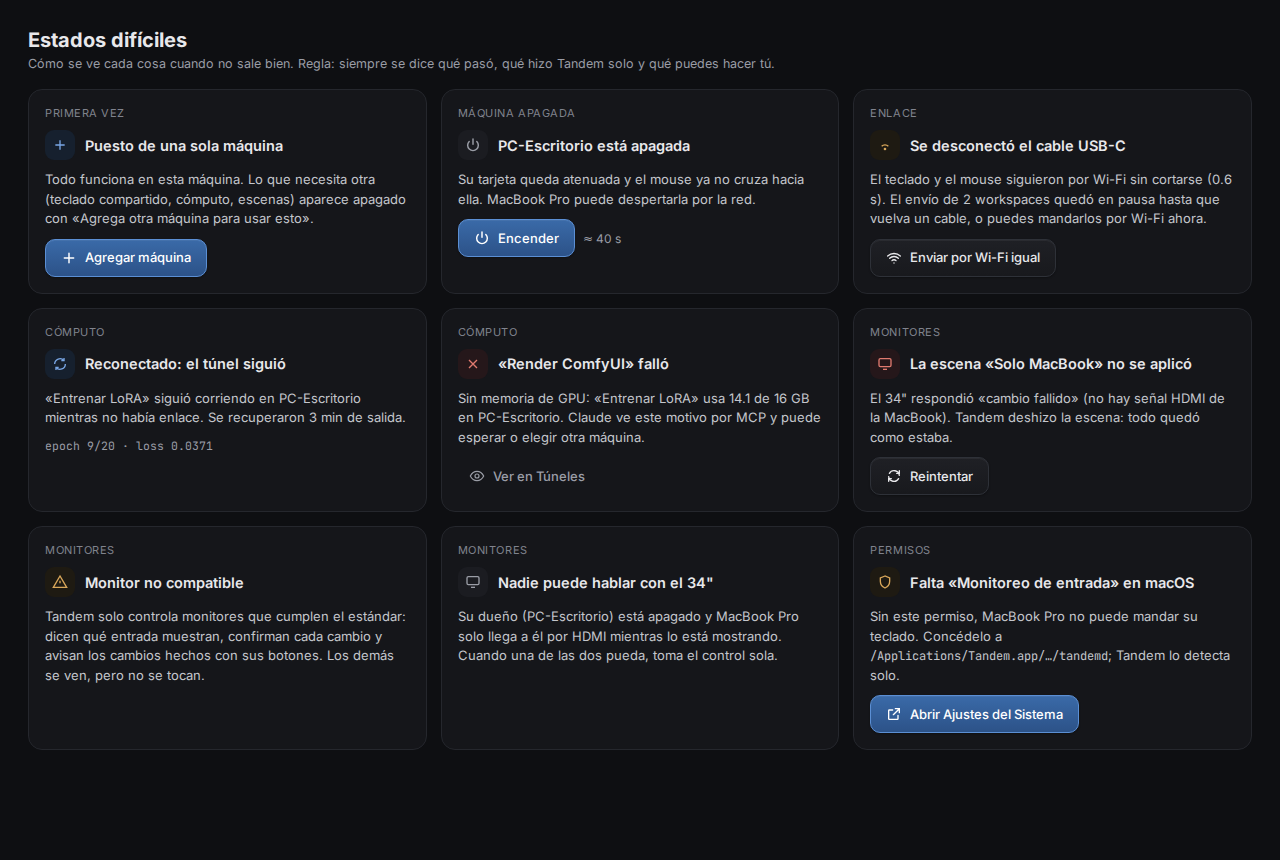 Estados difíciles
Cómo se ve cada cosa cuando no sale bien. Regla: siempre se dice qué pasó, qué hizo Tandem solo y qué puedes hacer tú.
PRIMERA VEZ
Puesto de una sola máquina
Todo funciona en esta máquina. Lo que necesita otra
(teclado compartido, cómputo, escenas) aparece apagado
con «Agrega otra máquina para usar esto».
Agregar máquina
MÁQUINA APAGADA
PC-Escritorio está apagada
Su tarjeta queda atenuada y el mouse ya no cruza hacia
ella. MacBook Pro puede despertarla por la red.
Encender
≈ 40 s
ENLACE
Se desconectó el cable USB-C
El teclado y el mouse siguieron por Wi-Fi sin cortarse (0.6
s). El envío de 2 workspaces quedó en pausa hasta que
vuelva un cable, o puedes mandarlos por Wi-Fi ahora.
Enviar por Wi-Fi igual
CÓMPUTO
Reconectado: el túnel siguió
«Entrenar LoRA» siguió corriendo en PC-Escritorio
mientras no había enlace. Se recuperaron 3 min de salida.
epoch 9/20 · loss 0.0371
CÓMPUTO
«Render ComfyUI» falló
Sin memoria de GPU: «Entrenar LoRA» usa 14.1 de 16 GB
en PC-Escritorio. Claude ve este motivo por MCP y puede
esperar o elegir otra máquina.
Ver en Túneles
MONITORES
La escena «Solo MacBook» no se aplicó
El 34" respondió «cambio fallido» (no hay señal HDMI de
la MacBook). Tandem deshizo la escena: todo quedó
como estaba.
Reintentar
MONITORES
Monitor no compatible
Tandem solo controla monitores que cumplen el estándar:
dicen qué entrada muestran, confirman cada cambio y
avisan los cambios hechos con sus botones. Los demás
se ven, pero no se tocan.
MONITORES
Nadie puede hablar con el 34"
Su dueño (PC-Escritorio) está apagado y MacBook Pro
solo llega a él por HDMI mientras lo está mostrando.
Cuando una de las dos pueda, toma el control sola.
PERMISOS
Falta «Monitoreo de entrada» en macOS
Sin este permiso, MacBook Pro no puede mandar su
teclado. Concédelo a
/Applications/Tandem.app/…/tandemd; Tandem lo detecta
solo.
Abrir Ajustes del Sistema